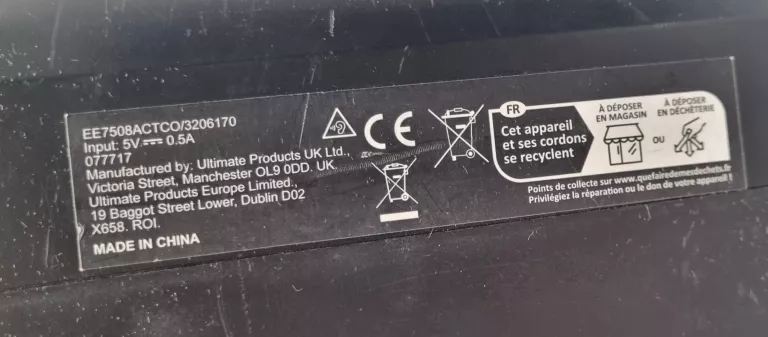 EE7508ACTCO/3206170
Input: 5V⎓ 0.5A
077717
Manufactured by: Ultimate Products UK Ltd.,
Victoria Street, Manchester OL9 0DD. UK.
Ultimate Products Europe Limited.,
19 Baggot Street Lower, Dublin D02
X658. ROI.
MADE IN CHINA
CE
FR
Cet appareil
et ses cordons
se recyclent
À DÉPOSER
EN MAGASIN
OU
À DÉPOSER
EN DÉCHÈTERIE
Points de collecte sur www.quefairedemesdechets.fr
Privilégiez la réparation ou le don de votre appareil !